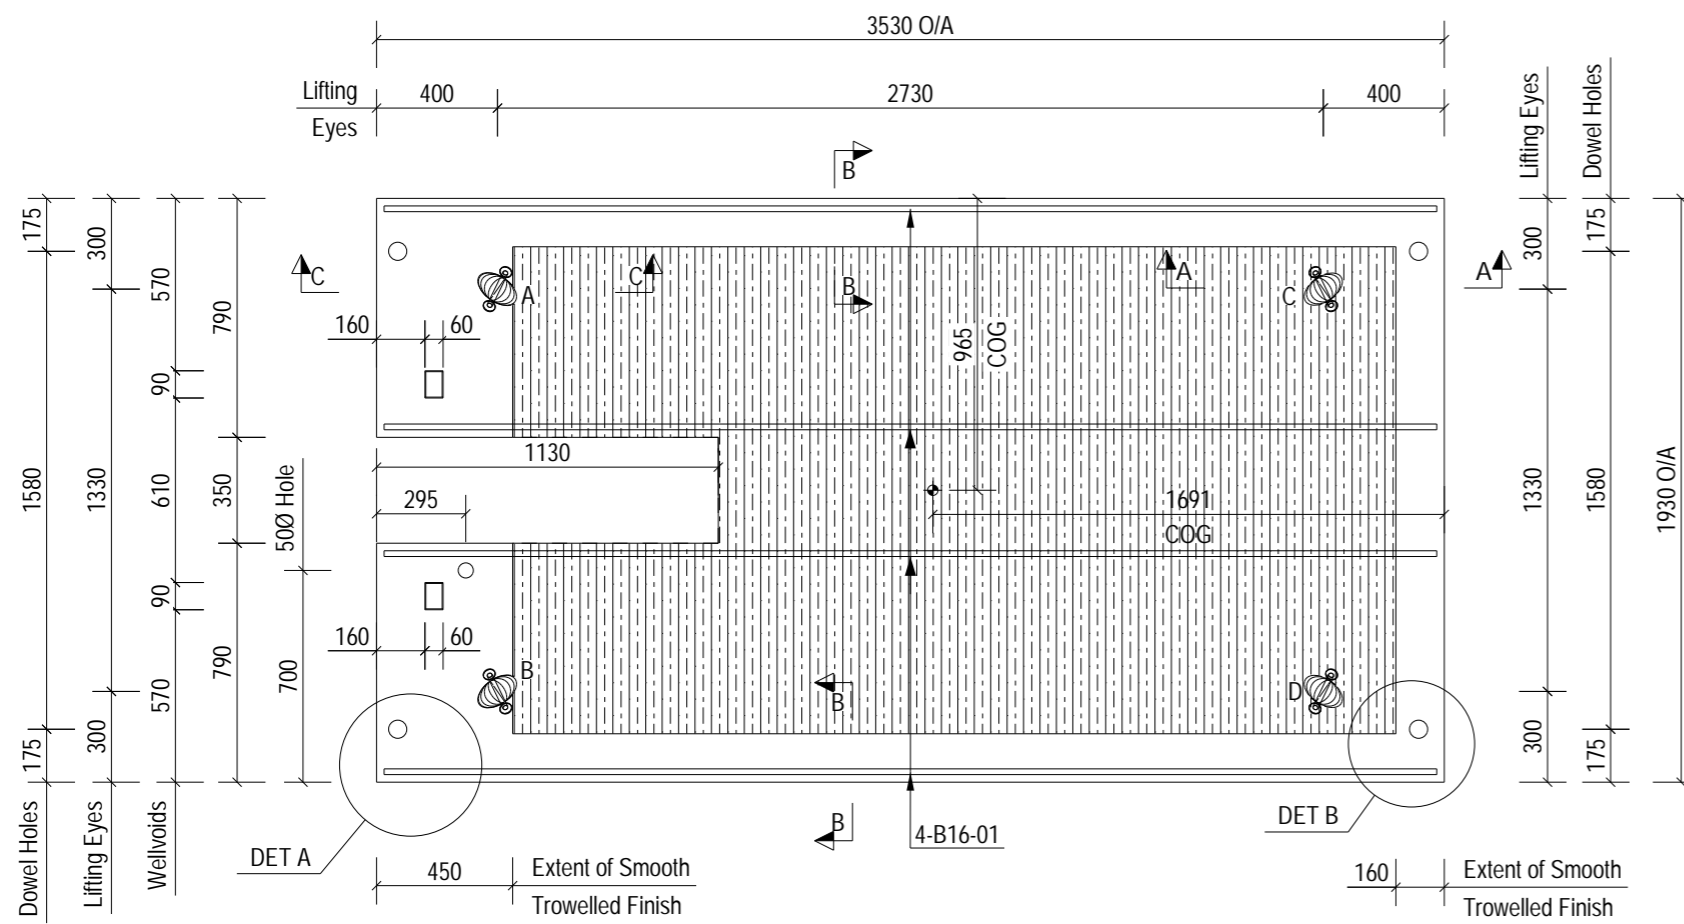 3530 O/A
Lifting
Eyes
400
2730
400
Lifting Eyes
Dowel Holes
B
175
300
570
790
C
C
A
B
A
C
A
300
175
160
60
965
COG
90
1580
1330
610
350
50Ø Hole
1130
295
1691
COG
1330
1580
1930 O/A
90
160
60
790
700
570
B
B
D
300
175
300
175
Dowel Holes
Lifting Eyes
Wellvoids
DET A
B
4-B16-01
DET B
450
Extent of Smooth
Trowelled Finish
160
Extent of Smooth
Trowelled Finish